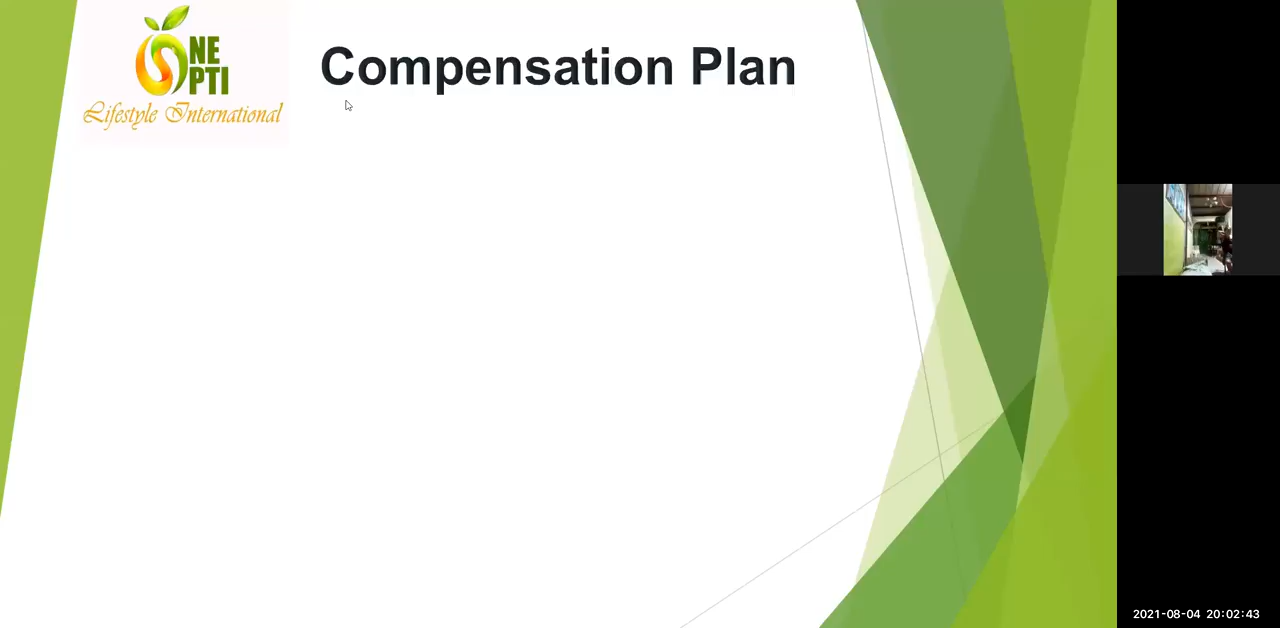 ONE
OPTI
Lifestyle International
Compensation Plan
2021-08-04 20:02:43